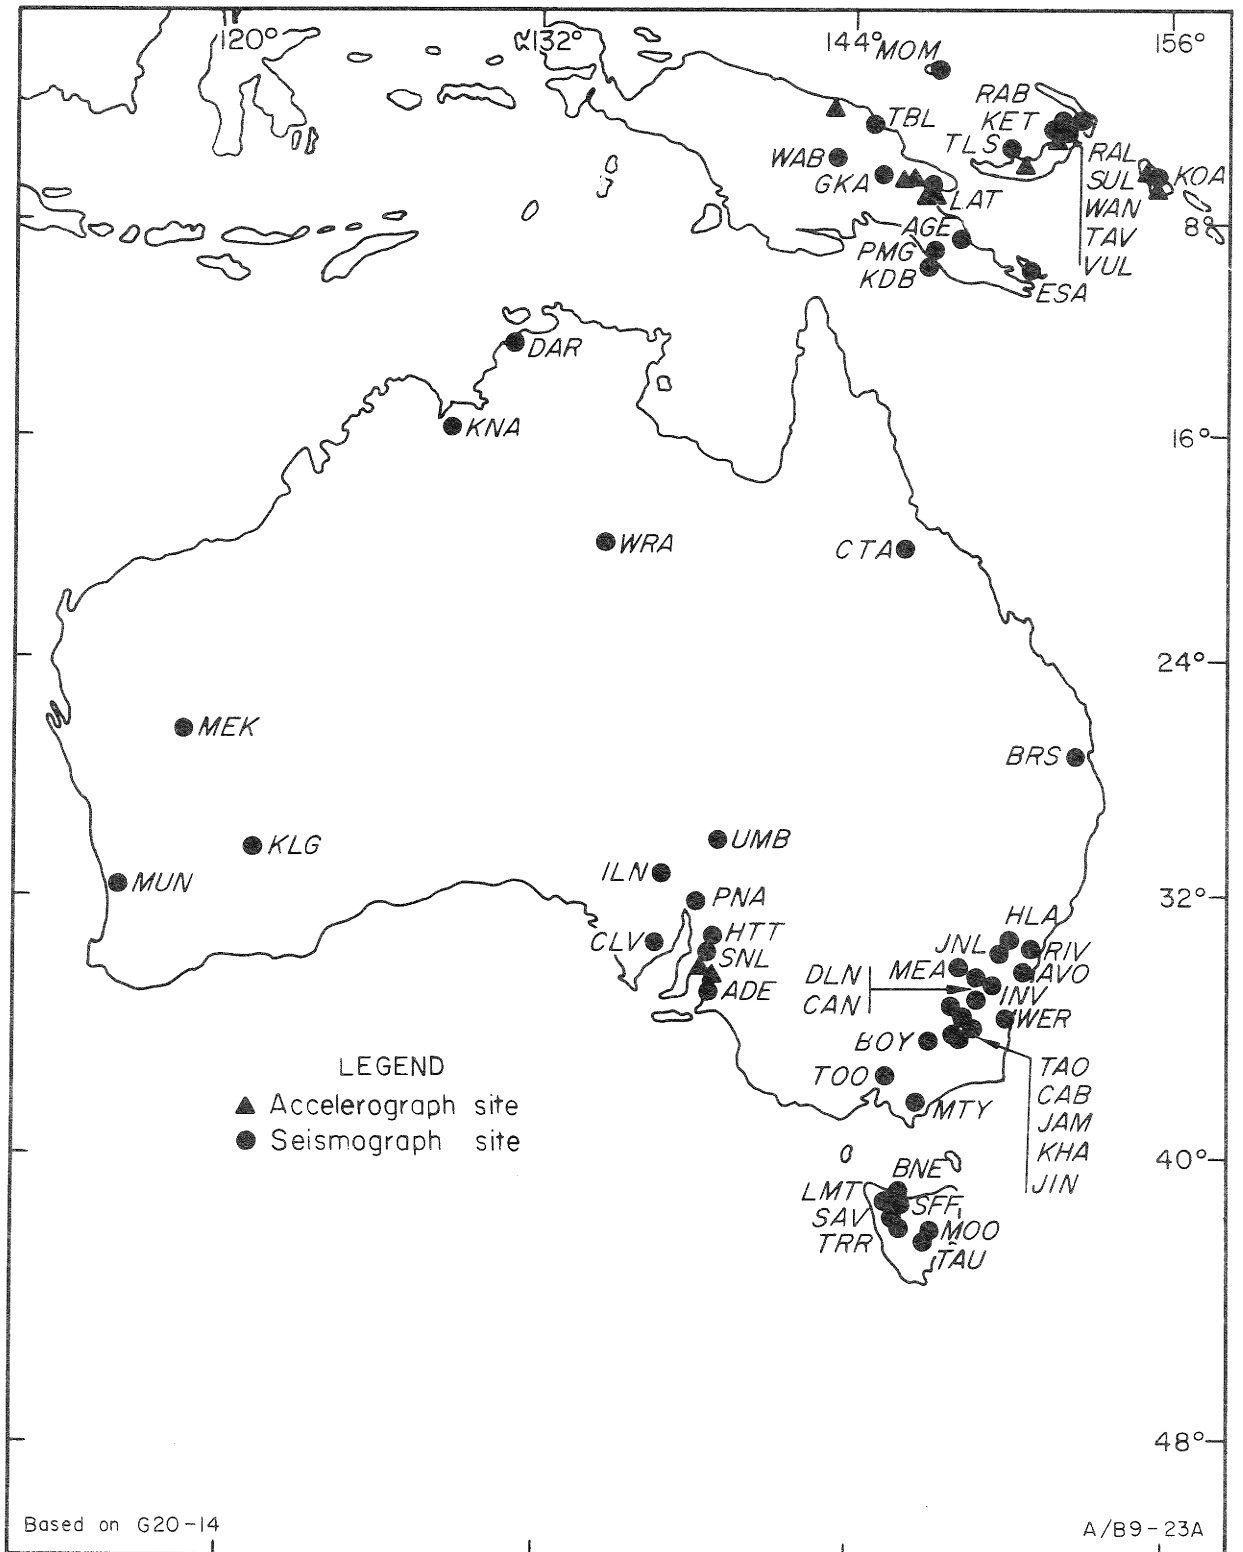 120°
132°
144°
156°
MOM
RAB
KET
TLS
TBL
WAB
GKA
LAT
RAL
SUL
WAN
TAV
VUL
KOA
8°
AGE
PMG
KDB
ESA
DAR
KNA
16°
WRA
CTA
24°
MEK
BRS
KLG
UMB
ILN
MUN
PNA
32°
HLA
CLV
HTT
SNL
ADE
JNL
RIV
MEA
AVO
DLN
CAN
INV
WER
BOY
TOO
MTY
TAO
CAB
JAM
KHA
JIN
LEGEND
Accelerograph site
Seismograph site
40°
BNE
LMT
SFF
SAV
MOO
TRR
TAU
48°
Based on G20-14
A/B9-23A